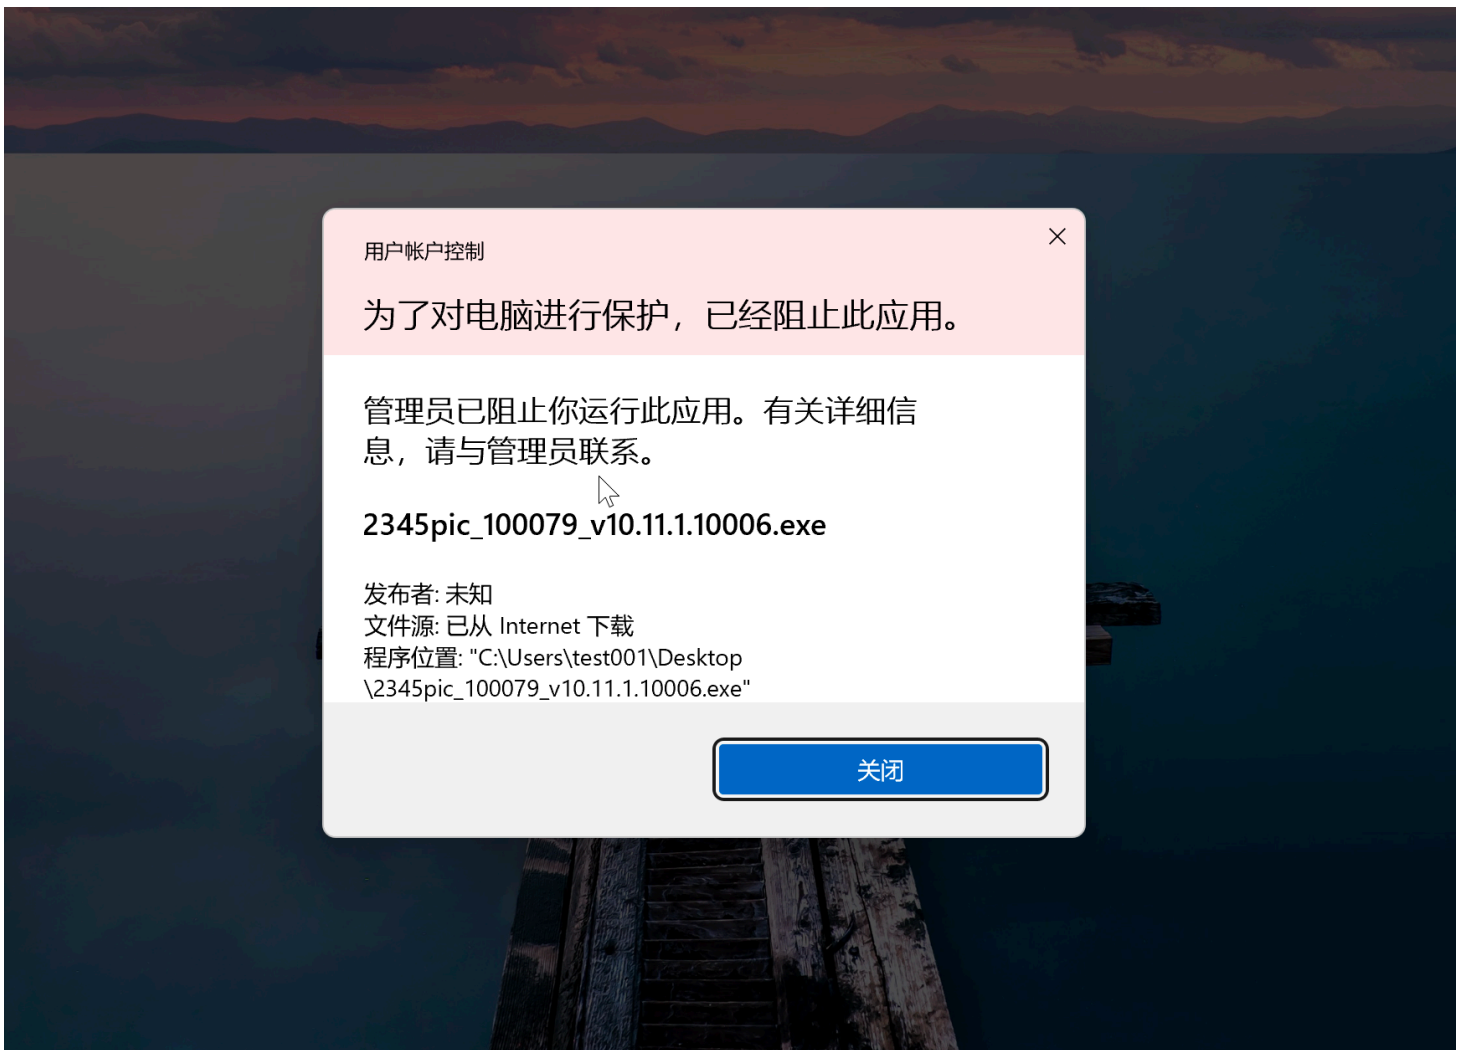 用户帐户控制
为了对电脑进行保护，已经阻止此应用。
管理员已阻止你运行此应用。有关详细信
息，请与管理员联系。
2345pic_100079_v10.11.1.10006.exe
发布者: 未知
文件源: 已从 Internet 下载
程序位置: "C:\Users\test001\Desktop
\2345pic_100079_v10.11.1.10006.exe"
关闭